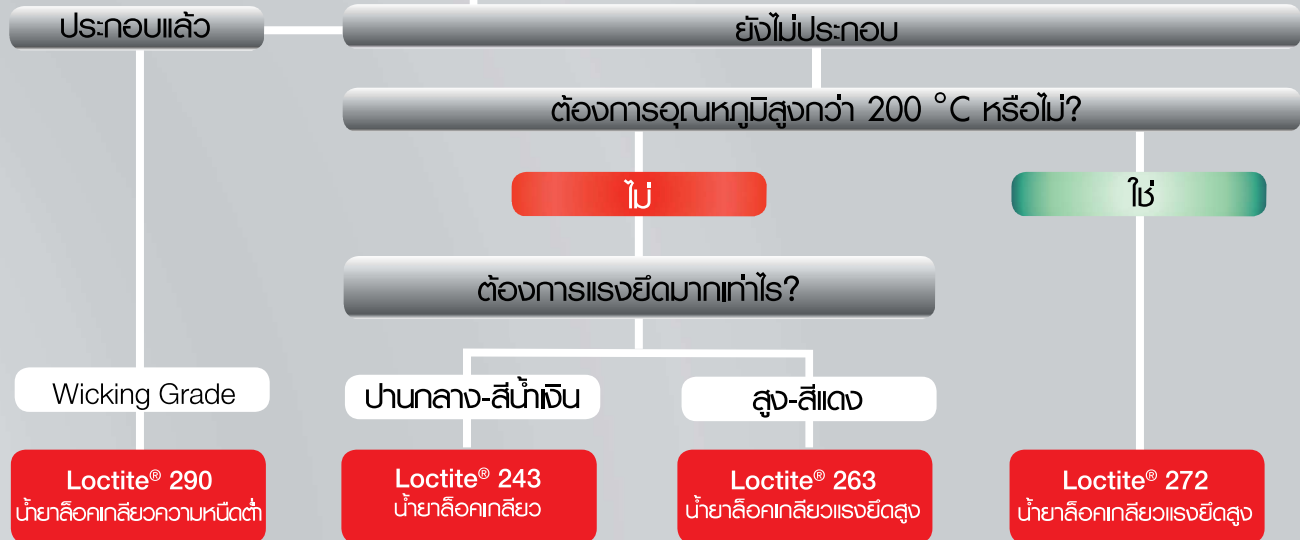 ประกอบแล้ว
ยังไม่ประกอบ
ต้องการอุณหภูมิสูงกว่า 200 °C หรือไม่?
ไม่
ใช่
ต้องการแรงยึดมากเท่าไร?
Wicking Grade
ปานกลาง-สีน้ำเงิน
สูง-สีแดง
Loctite® 290
น้ำยาล็อคเกลียวความหนืดต่ำ
Loctite® 243
น้ำยาล็อคเกลียว
Loctite® 263
น้ำยาล็อคเกลียวแรงยึดสูง
Loctite® 272
น้ำยาล็อคเกลียวแรงยึดสูง